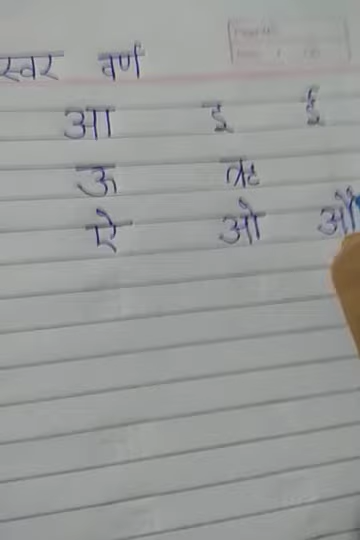 स्वर वर्ण
आ इ ई
ऊ ऋ
ऐ ओ औ